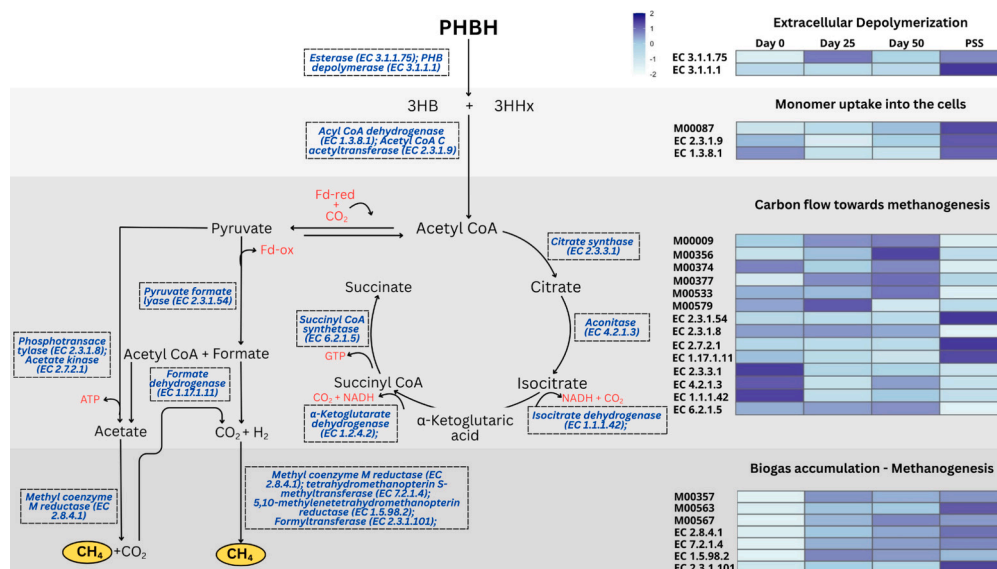 PHBH
Esterase (EC 3.1.1.75); PHB
depolymerase (EC 3.1.1.1)
3HB + 3HHx
Acyl CoA dehydrogenase
(EC 1.3.8.1); Acetyl CoA C
acetyltransferase (EC 2.3.1.9)
Fd-red
+
CO2
Pyruvate
Acetyl CoA
Fd-ox
Citrate synthase
(EC 2.3.3.1)
Pyruvate formate
lyase (EC 2.3.1.54)
Succinate
Citrate
Phosphotransace
tylase (EC 2.3.1.8);
Acetate kinase
(EC 2.7.2.1)
Succinyl CoA
synthetase
(EC 6.2.1.5)
Aconitase
(EC 4.2.1.3)
Acetyl CoA + Formate
GTP
Formate
dehydrogenase
(EC 1.17.1.11)
Succinyl CoA
Isocitrate
CO2 + NADH
NADH + CO2
ATP
α-Ketoglutarate
dehydrogenase
(EC 1.2.4.2);
α-Ketoglutaric
acid
Isocitrate dehydrogenase
(EC 1.1.1.42);
Acetate
CO2 + H2
Methyl coenzyme
M reductase (EC
2.8.4.1)
Methyl coenzyme M reductase (EC
2.8.4.1); tetrahydromethanopterin S-
methyltransferase (EC 7.2.1.4);
5,10-methylenetetrahydromethanopterin
reductase (EC 1.5.98.2);
Formyltransferase (EC 2.3.1.101);
CH4 +CO2
CH4
2
1
0
-1
-2
Extracellular Depolymerization
Day 0 Day 25 Day 50 PSS
EC 3.1.1.75
EC 3.1.1.1
Monomer uptake into the cells
M00087
EC 2.3.1.9
EC 1.3.8.1
Carbon flow towards methanogenesis
M00009
M00356
M00374
M00377
M00533
M00579
EC 2.3.1.54
EC 2.3.1.8
EC 2.7.2.1
EC 1.17.1.11
EC 2.3.3.1
EC 4.2.1.3
EC 1.1.1.42
EC 6.2.1.5
Biogas accumulation - Methanogenesis
M00357
M00563
M00567
EC 2.8.4.1
EC 7.2.1.4
EC 1.5.98.2
EC 2.3.1.101